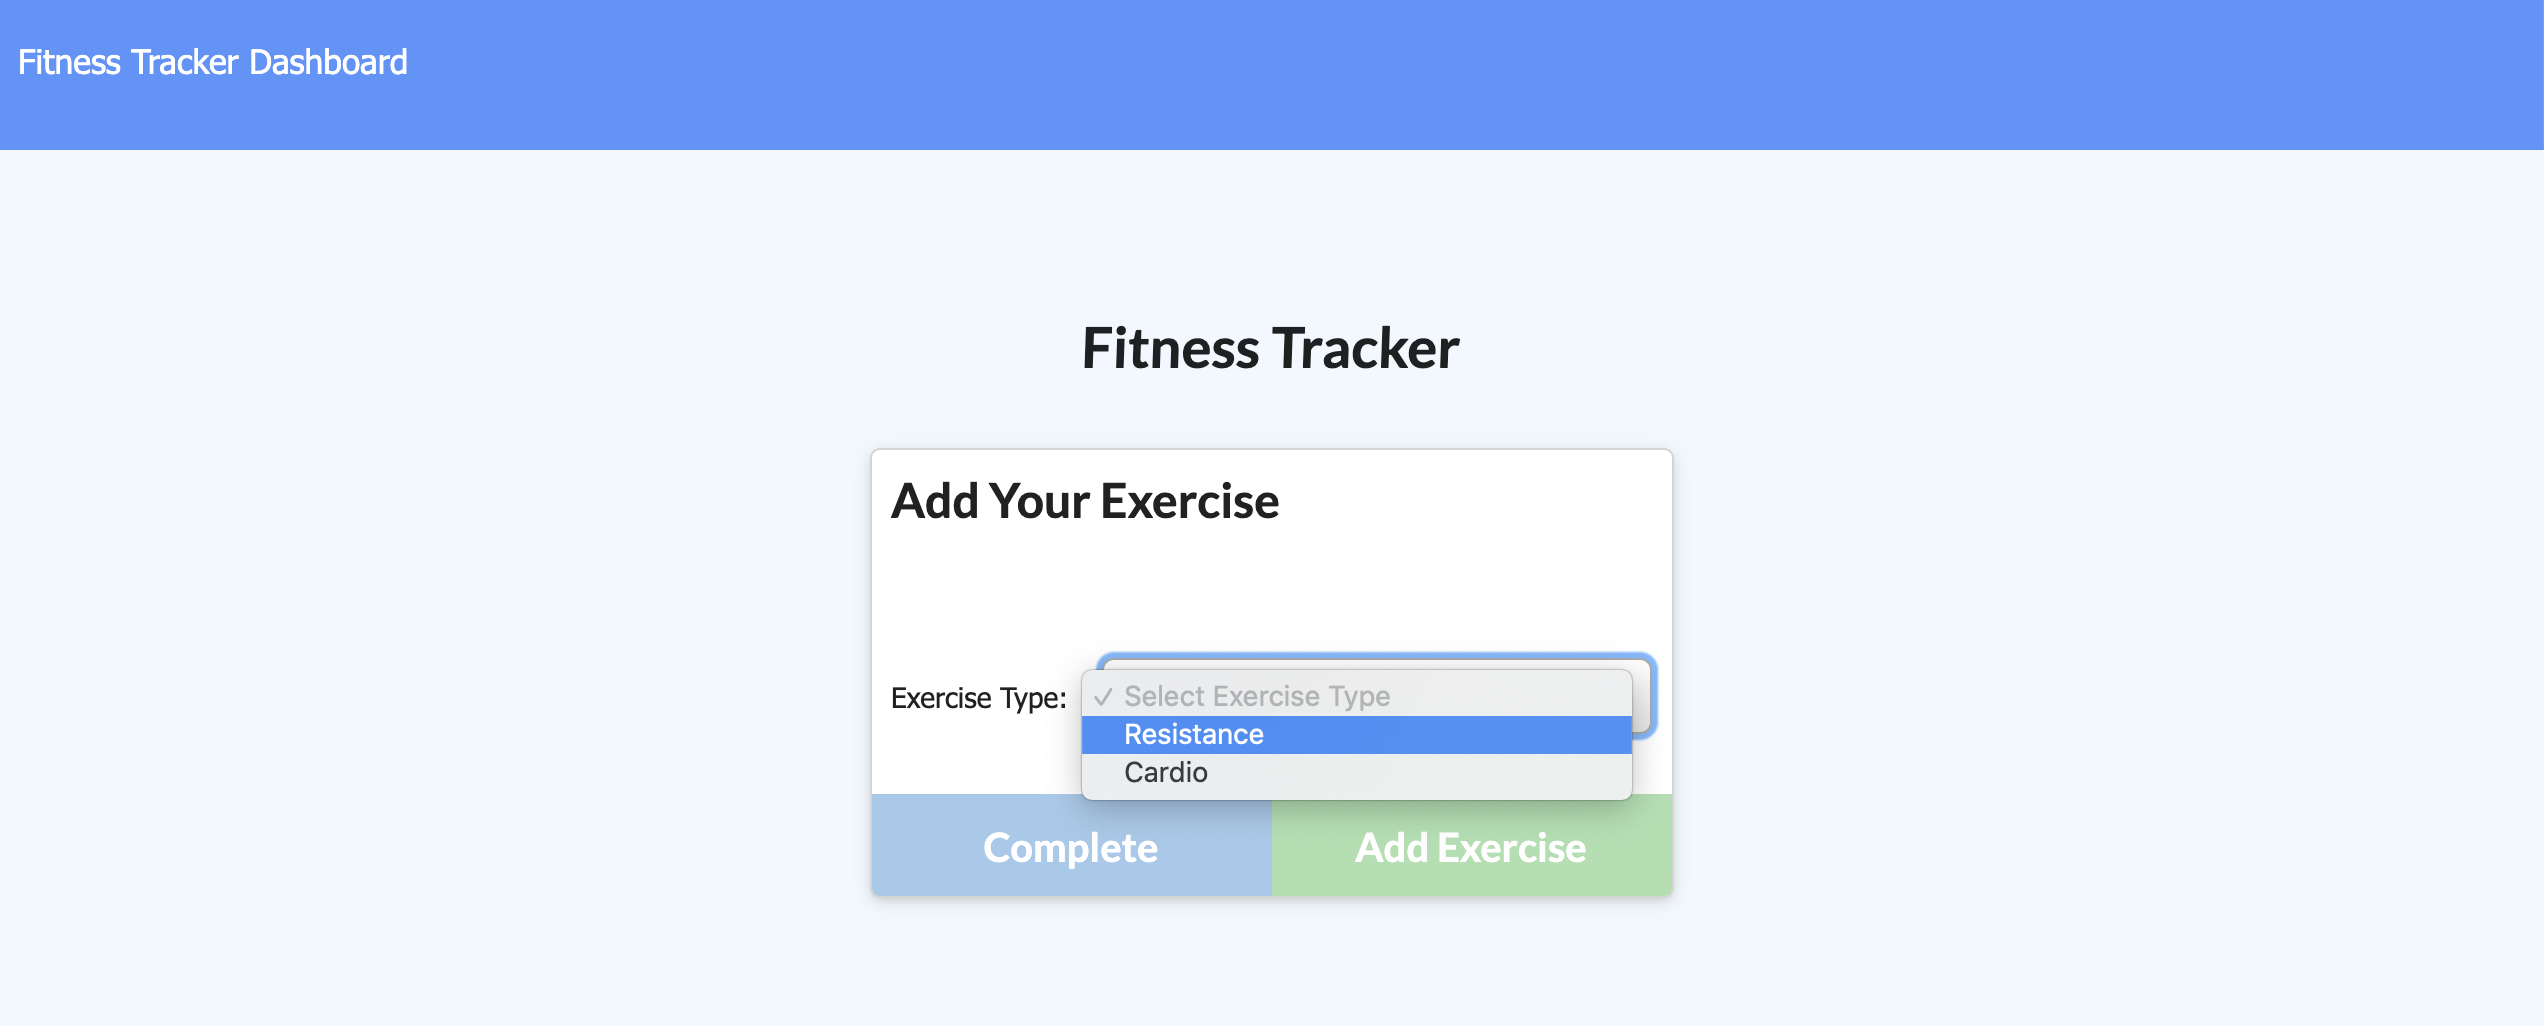 Fitness Tracker Dashboard
Fitness Tracker
Add Your Exercise
Exercise Type:
✓ Select Exercise Type
Resistance
Cardio
Complete
Add Exercise